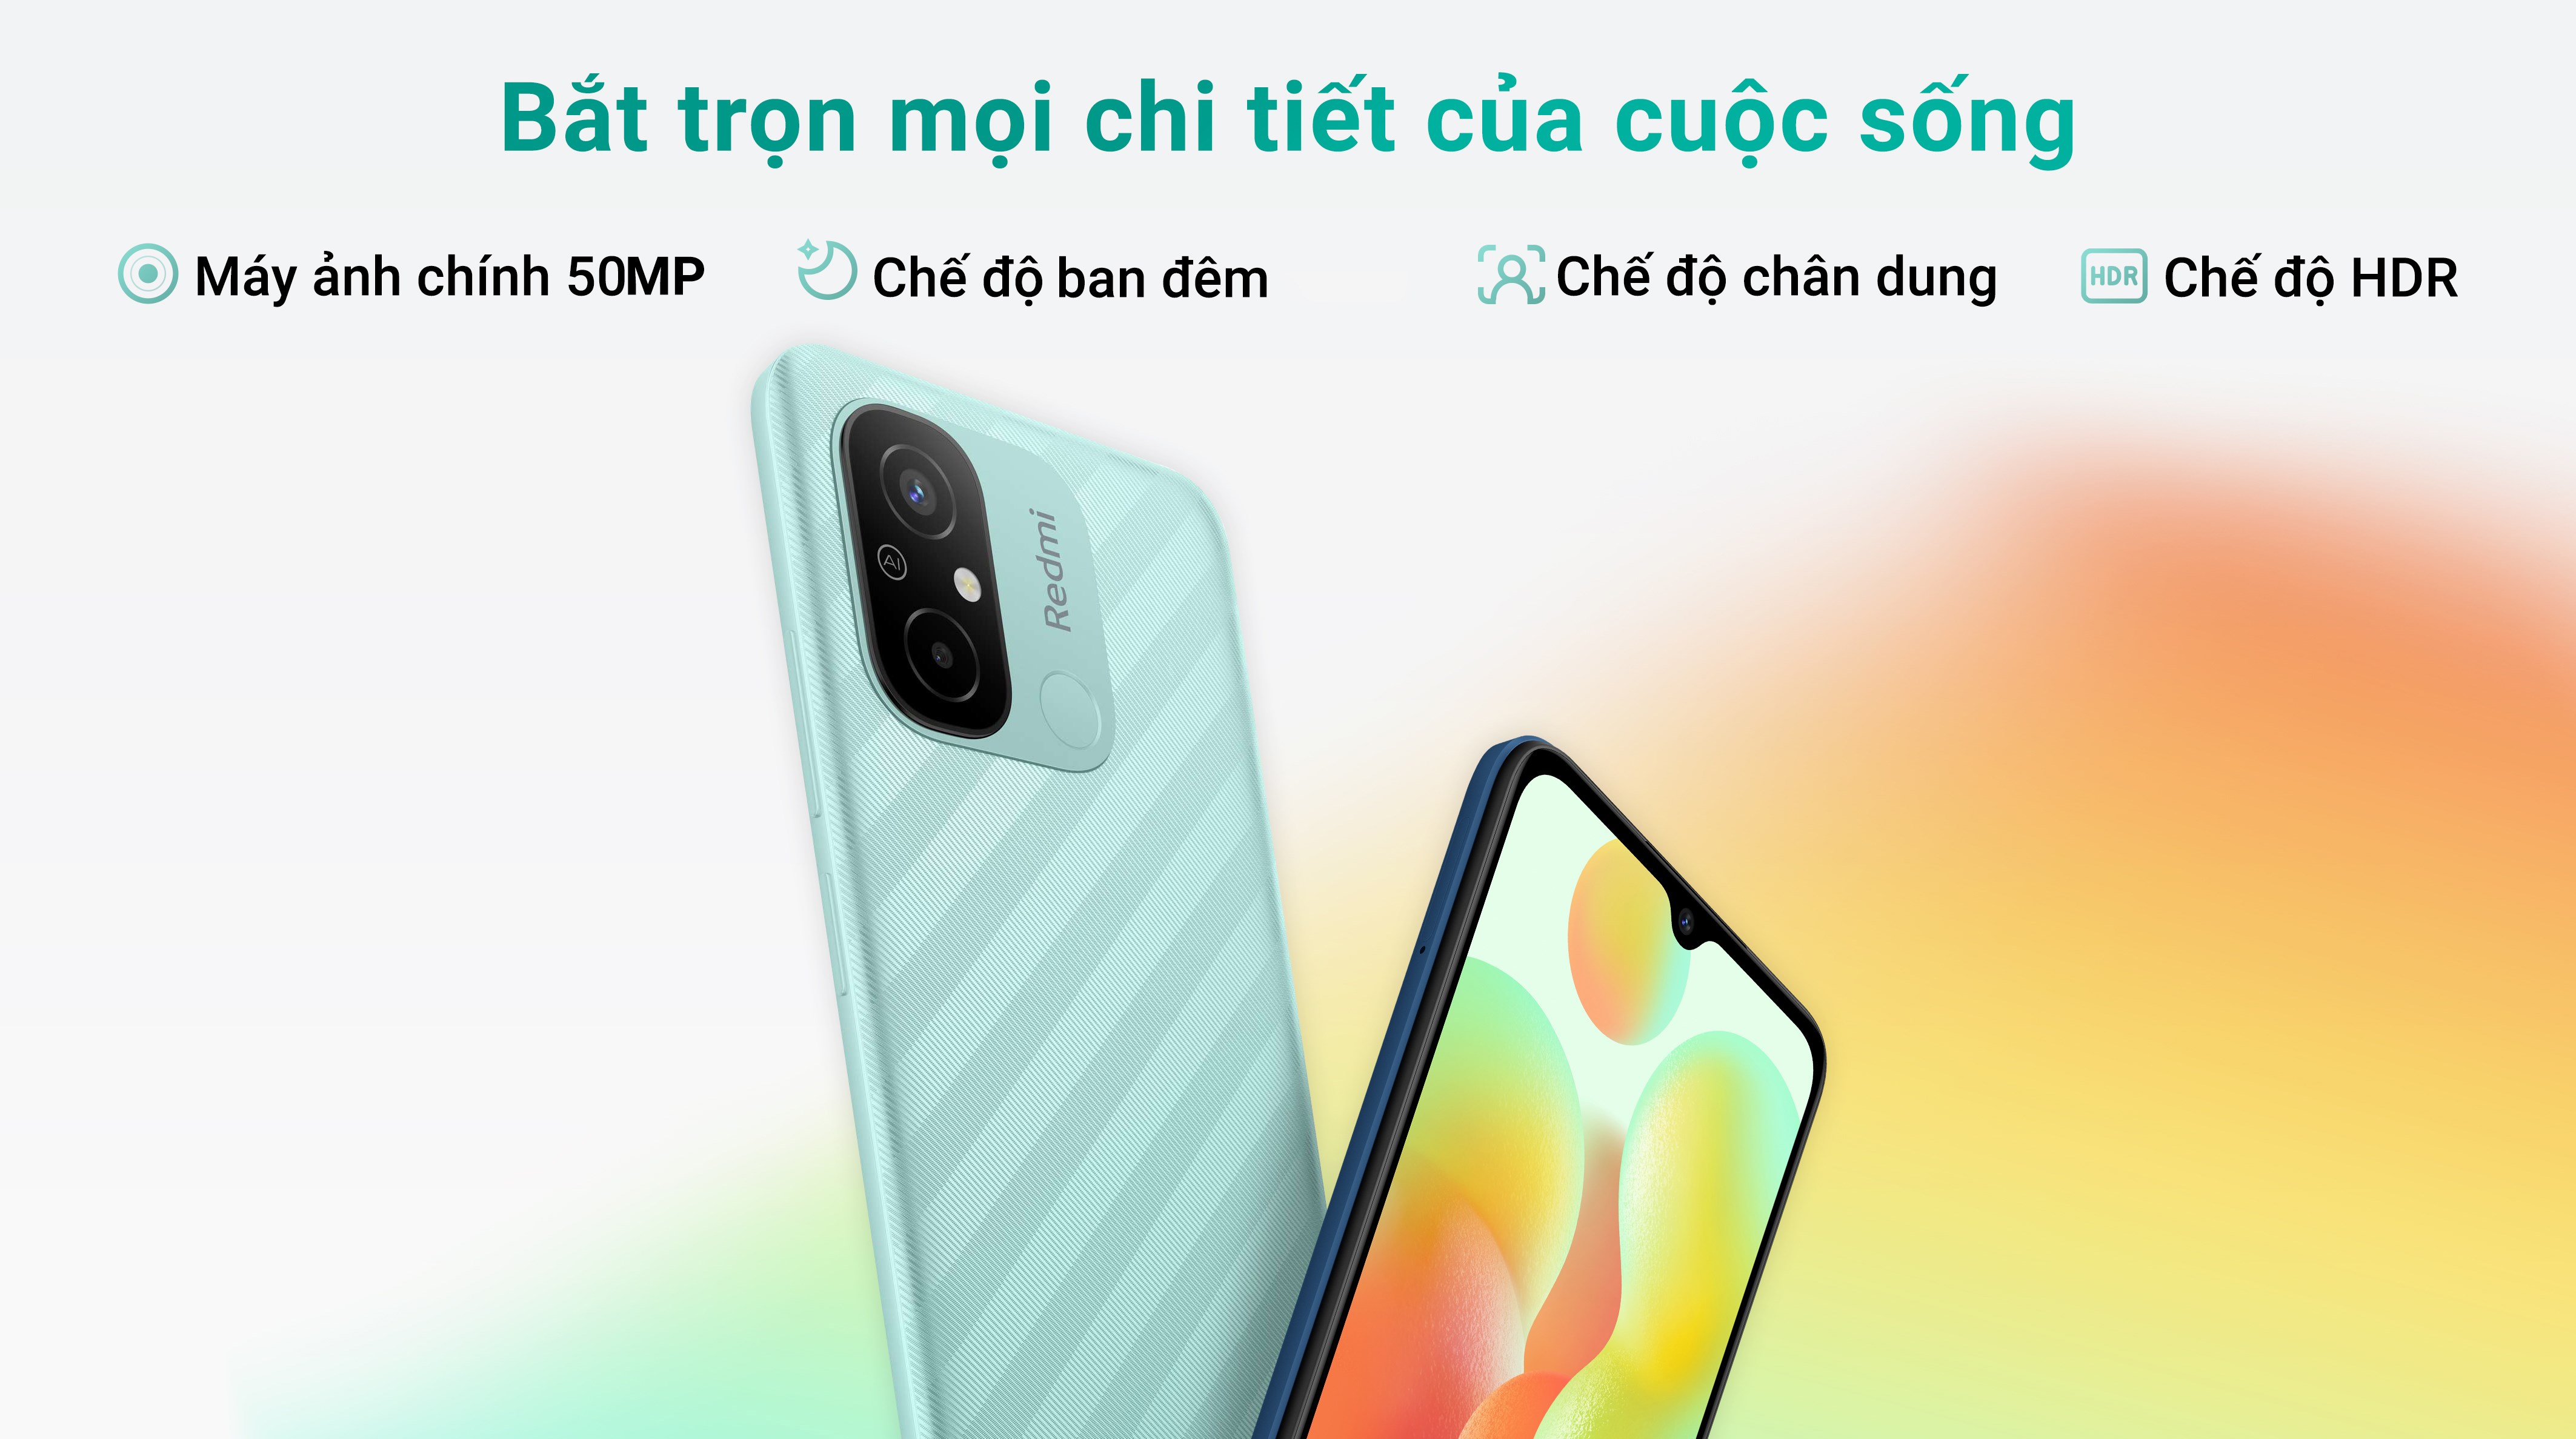 Bắt trọn mọi chi tiết của cuộc sống
Máy ảnh chính 50MP
Chế độ ban đêm
Chế độ chân dung
HDR Chế độ HDR
AI
Redmi